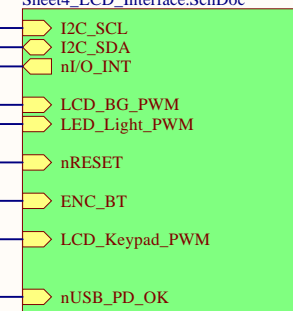 Sheet4_LCD_Interface.SchDoc
I2C_SCL
I2C_SDA
nI/O_INT
LCD_BG_PWM
LED_Light_PWM
nRESET
ENC_BT
LCD_Keypad_PWM
nUSB_PD_OK